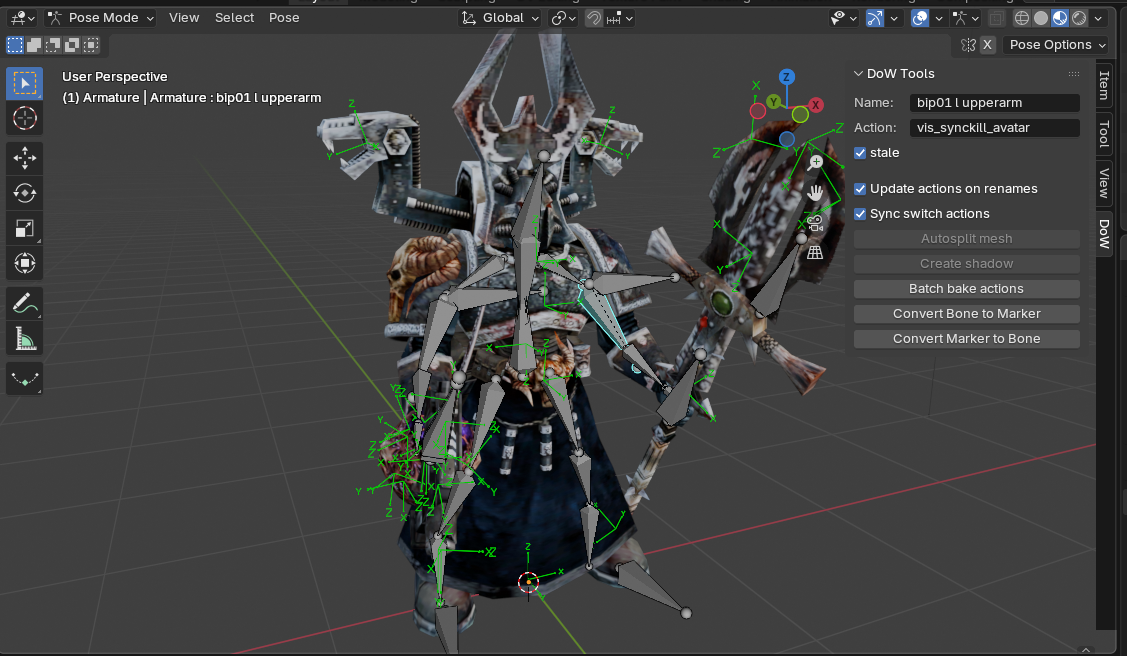 Pose Mode View Select Pose Global
X Pose Options
User Perspective
(1) Armature | Armature : bip01 l upperarm
DoW Tools
Name: bip01 l upperarm
Action: vis_synckill_avatar
stale
Update actions on renames
Sync switch actions
Autosplit mesh
Create shadow
Batch bake actions
Convert Bone to Marker
Convert Marker to Bone
Item
Tool
View
DoW
Z
X
Y